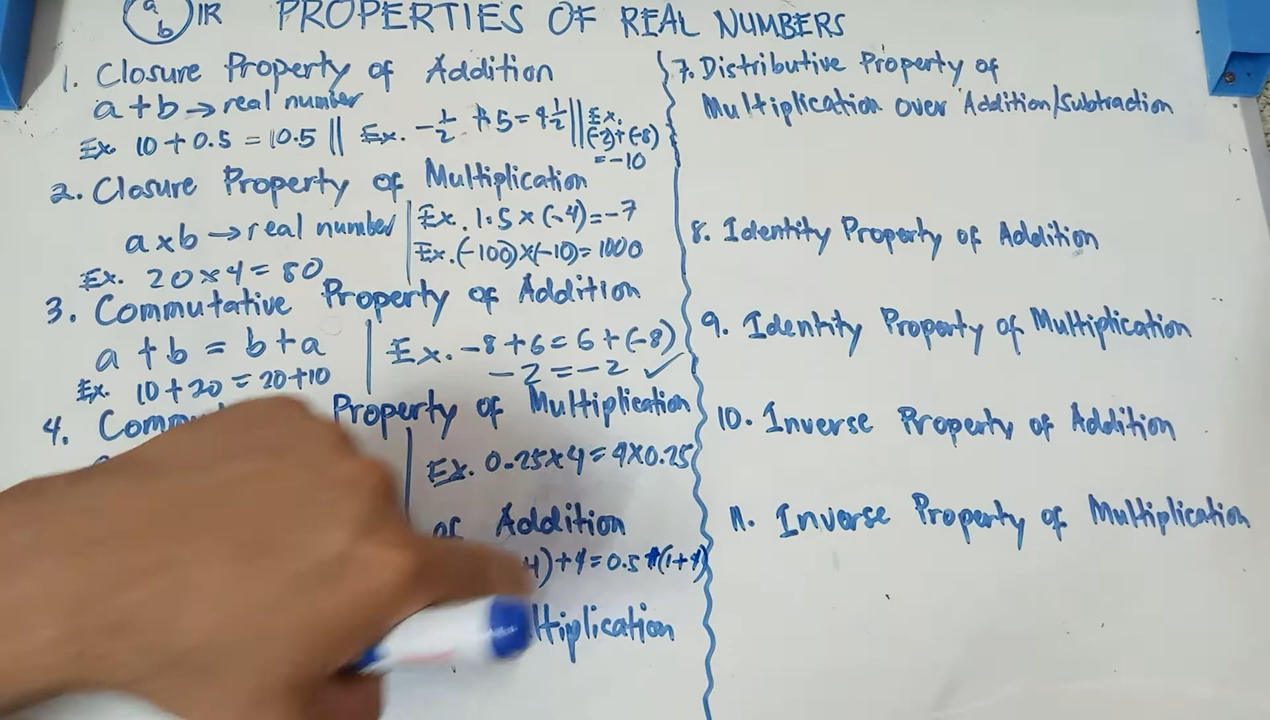 a
b
IR PROPERTIES OF REAL NUMBERS
1. Closure Property of Addition
a+b → real number
Ex. 10 + 0.5 = 10.5 || Ex. -1/2 + 5 = 4 1/2 || Ex. (-2)+(-8)
= -10
2. Closure Property of Multiplication
axb → real number
Ex. 20 x 4 = 80
Ex. 1.5 x (-4) = -7
Ex. (-100)x(-10) = 1000
3. Commutative Property of Addition
a + b = b + a
Ex. 10 + 20 = 20 + 10
Ex. -8 + 6 = 6 + (-8)
-2 = -2 ✓
4. Property of Multiplication
Ex. 0.25 x 4 = 4 x 0.25
of Addition
4) + 4 = 0.5 + (1+4)
ltiplication
7. Distributive Property of
Multiplication over Addition/Subtraction
8. Identity Property of Addition
9. Identity Property of Multiplication
10. Inverse Property of Addition
11. Inverse Property of Multiplication